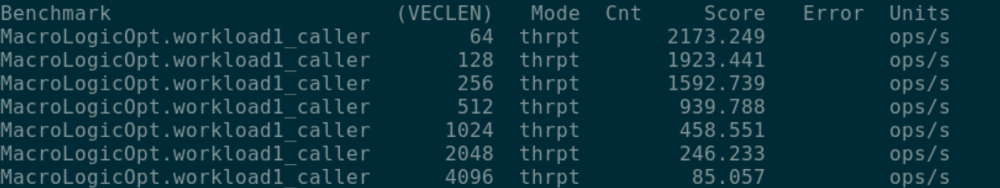 Benchmark (VECLEN) Mode Cnt Score Error Units
MacroLogicOpt.workload1_caller 64 thrpt 2173.249 ops/s
MacroLogicOpt.workload1_caller 128 thrpt 1923.441 ops/s
MacroLogicOpt.workload1_caller 256 thrpt 1592.739 ops/s
MacroLogicOpt.workload1_caller 512 thrpt 939.788 ops/s
MacroLogicOpt.workload1_caller 1024 thrpt 458.551 ops/s
MacroLogicOpt.workload1_caller 2048 thrpt 246.233 ops/s
MacroLogicOpt.workload1_caller 4096 thrpt 85.057 ops/s